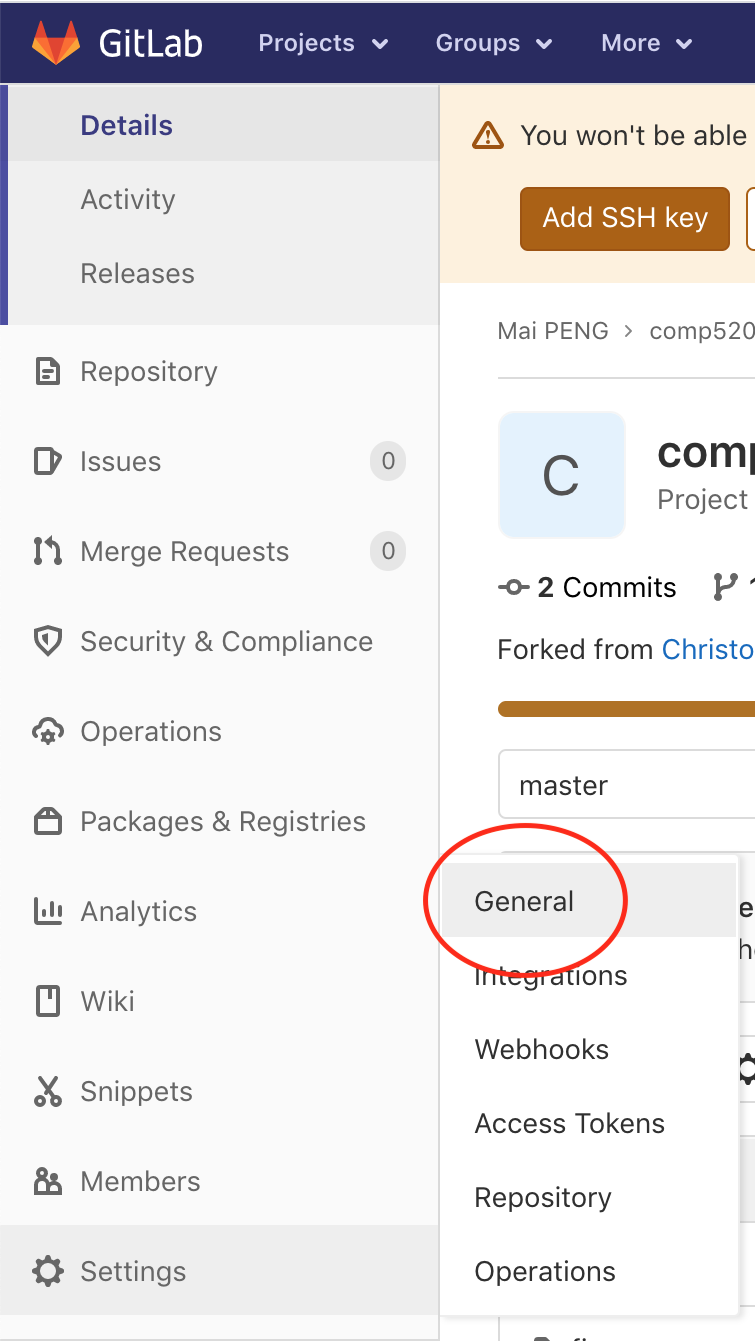 GitLab Projects Groups More
Details
Activity
Releases
Repository
Issues 0
Merge Requests 0
Security & Compliance
Operations
Packages & Registries
Analytics
Wiki
Snippets
Members
Settings
You won't be able
Add SSH key
Mai PENG > comp520
C
comp
Project
2 Commits
Forked from Christo
master
General
Integrations
Webhooks
Access Tokens
Repository
Operations